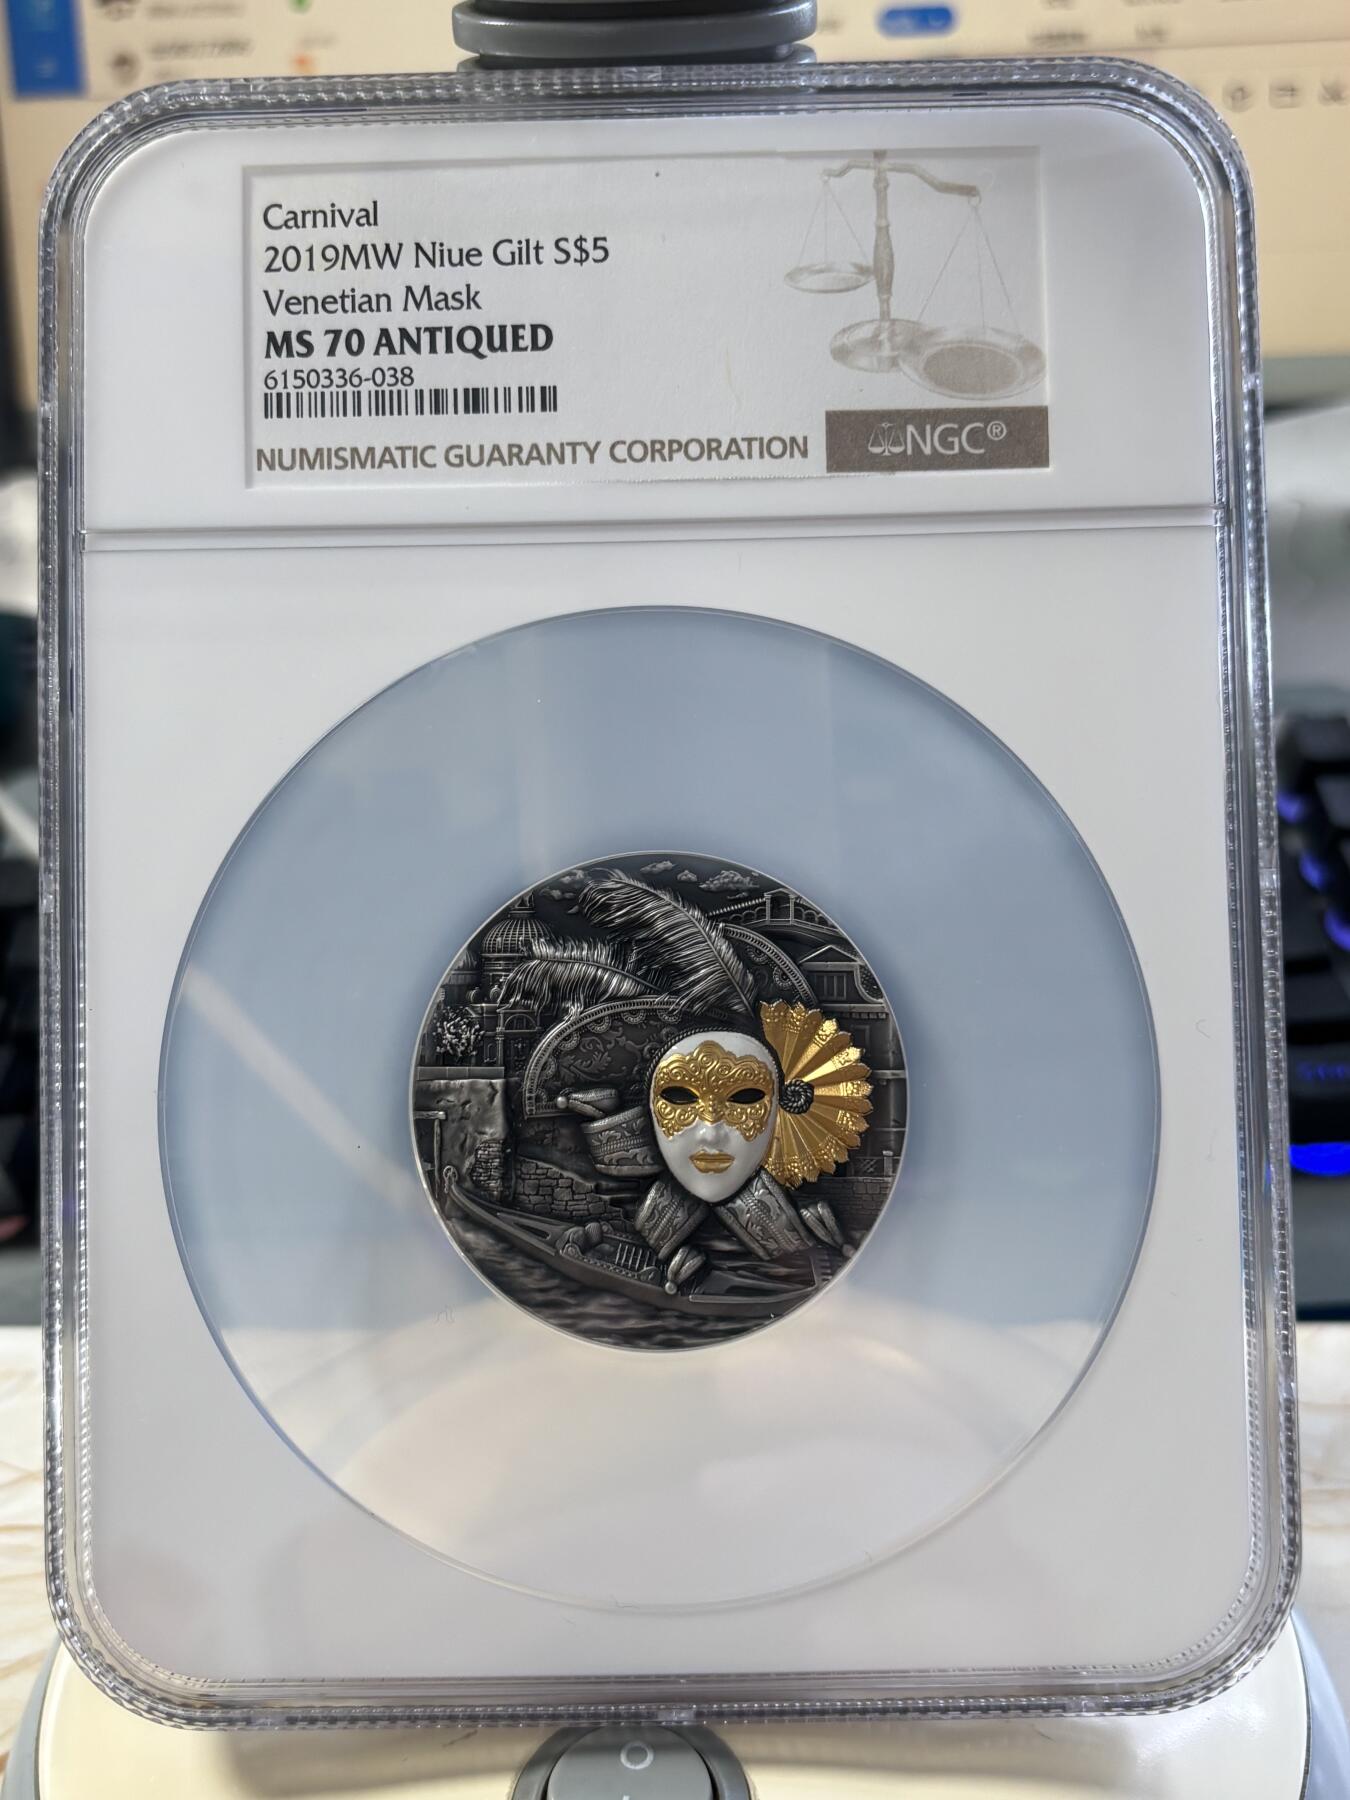 Carnival
2019MW Niue Gilt S$5
Venetian Mask
MS 70 ANTIQUED
6150336-038
NUMISMATIC GUARANTY CORPORATION
NGC®